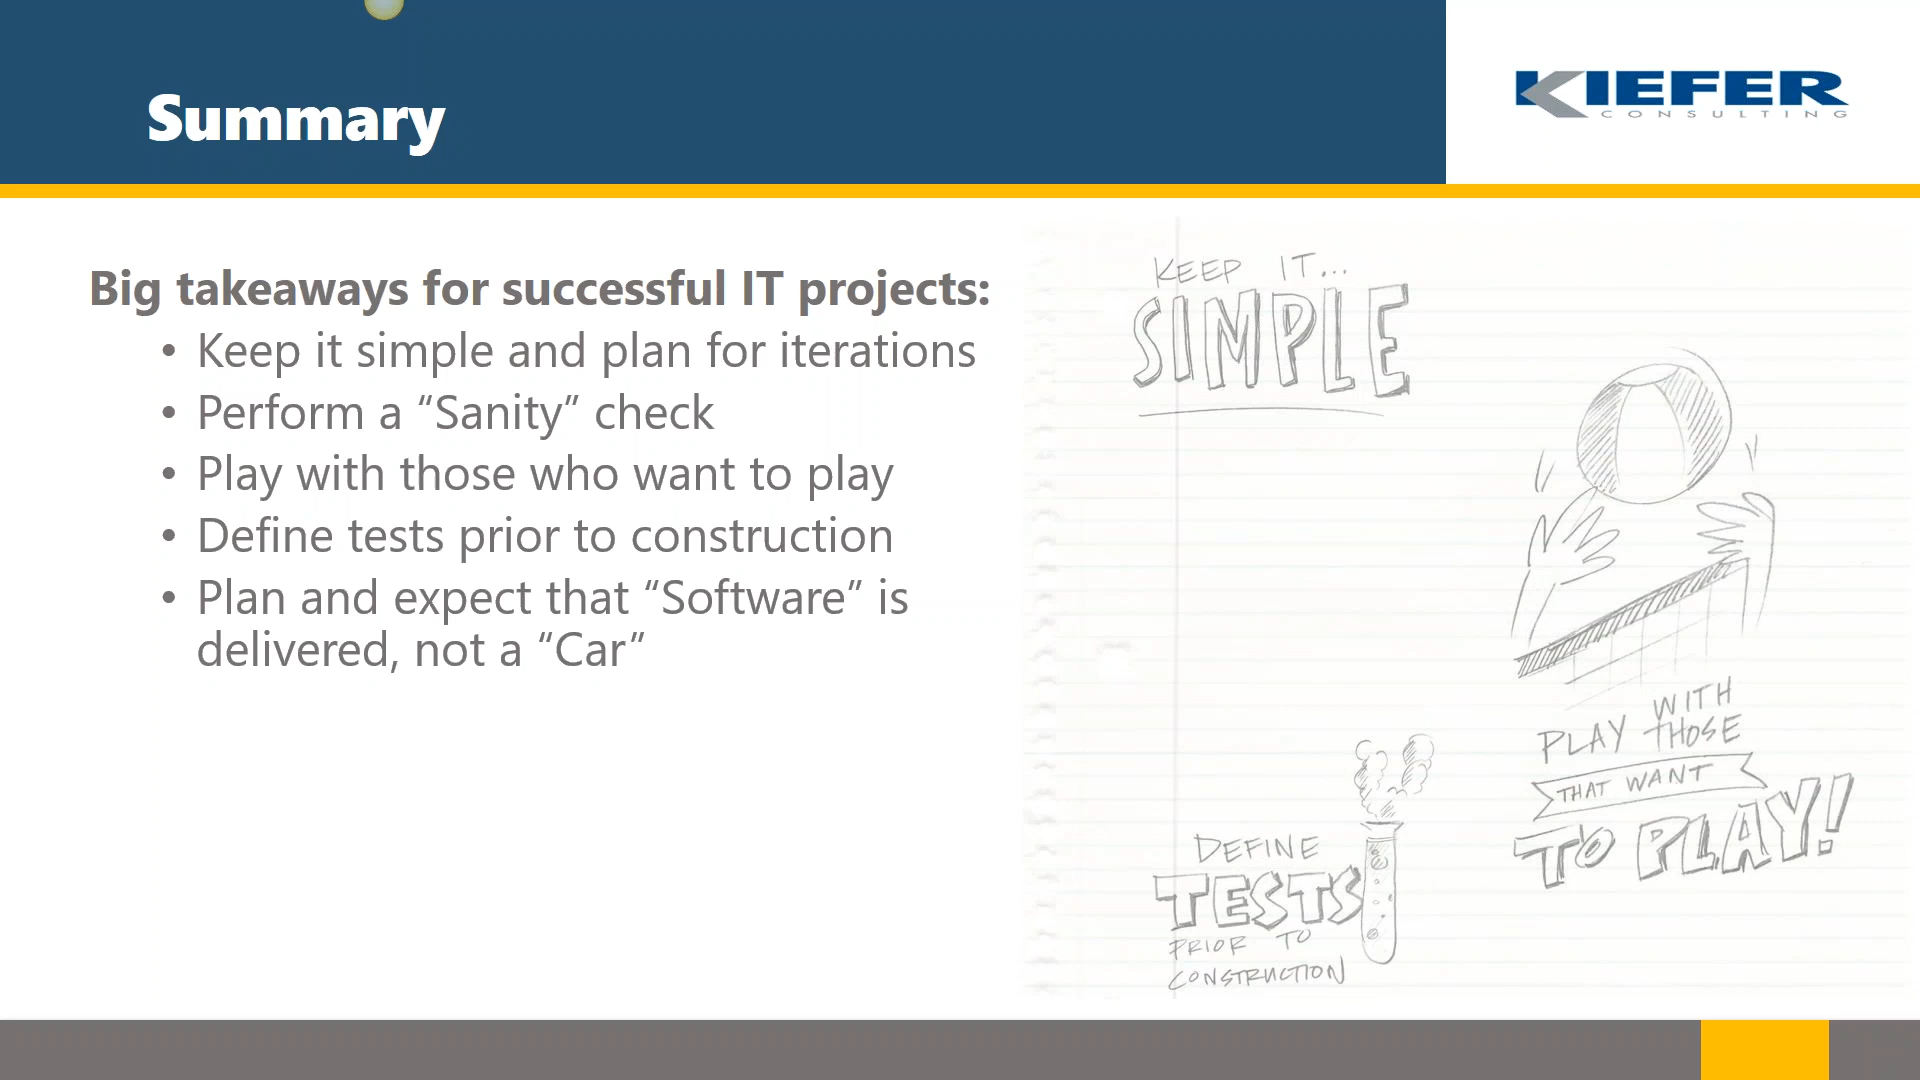 Summary
KIEFER
CONSULTING
Big takeaways for successful IT projects:
• Keep it simple and plan for iterations
• Perform a “Sanity” check
• Play with those who want to play
• Define tests prior to construction
• Plan and expect that “Software” is
delivered, not a “Car”
KEEP IT...
SIMPLE
PLAY WITH
THOSE
THAT WANT
TO PLAY!
DEFINE
TESTS
PRIOR TO
CONSTRUCTION